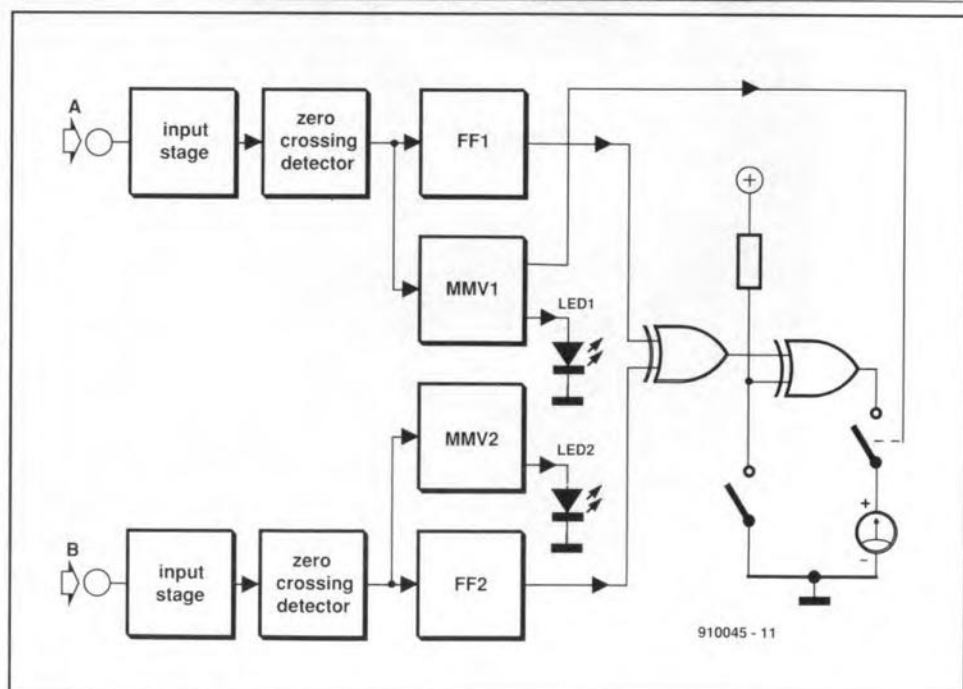 A
input
stage
zero
crossing
detector
FF1
MMV1
LED1
+
MMV2
LED2
+
-
B
input
stage
zero
crossing
detector
FF2
910045 - 11